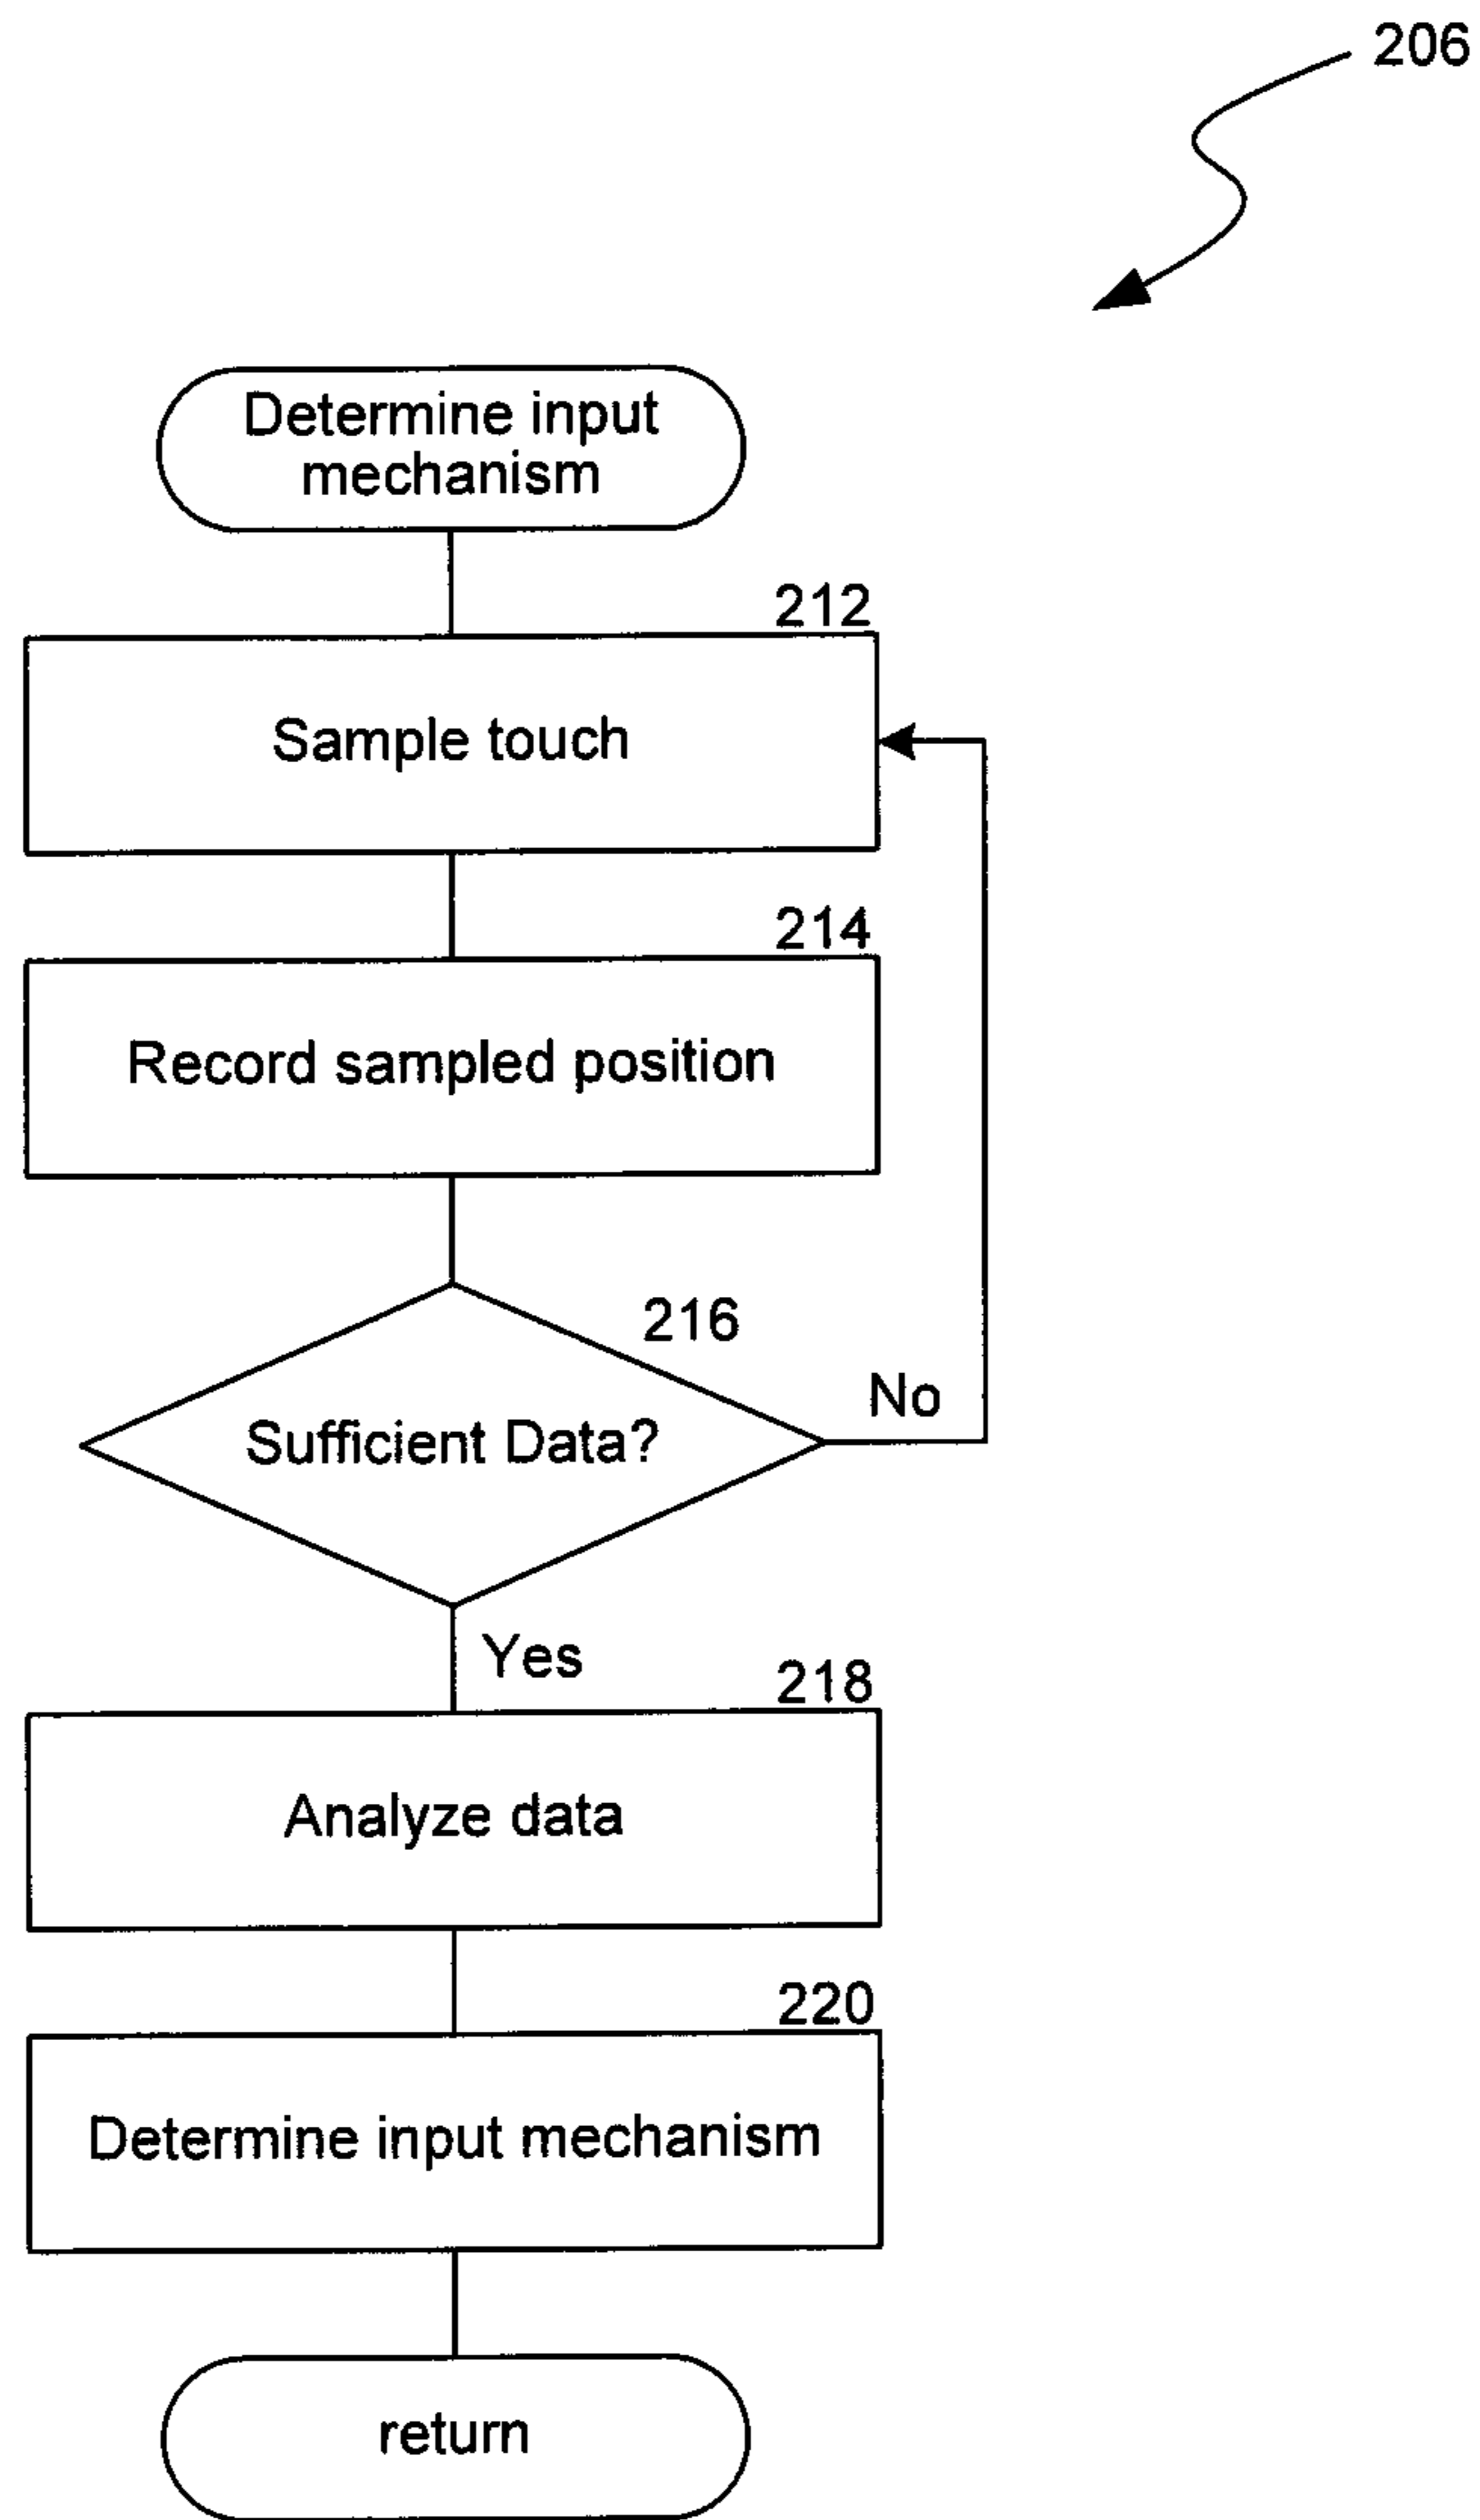 206
Determine input
mechanism
212
Sample touch
214
Record sampled position
216
Sufficient Data?
No
Yes
218
Analyze data
220
Determine input mechanism
return